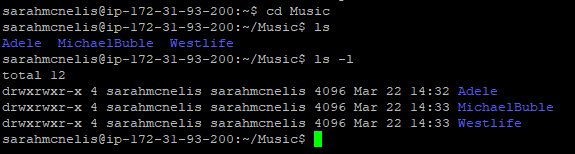 sarahmcnelis@ip-172-31-93-200:~$ cd Music
sarahmcnelis@ip-172-31-93-200:~/Music$ ls
Adele  MichaelBuble  Westlife
sarahmcnelis@ip-172-31-93-200:~/Music$ ls -l
total 12
drwxrwxr-x 4 sarahmcnelis sarahmcnelis 4096 Mar 22 14:32 Adele
drwxrwxr-x 4 sarahmcnelis sarahmcnelis 4096 Mar 22 14:33 MichaelBuble
drwxrwxr-x 4 sarahmcnelis sarahmcnelis 4096 Mar 22 14:33 Westlife
sarahmcnelis@ip-172-31-93-200:~/Music$